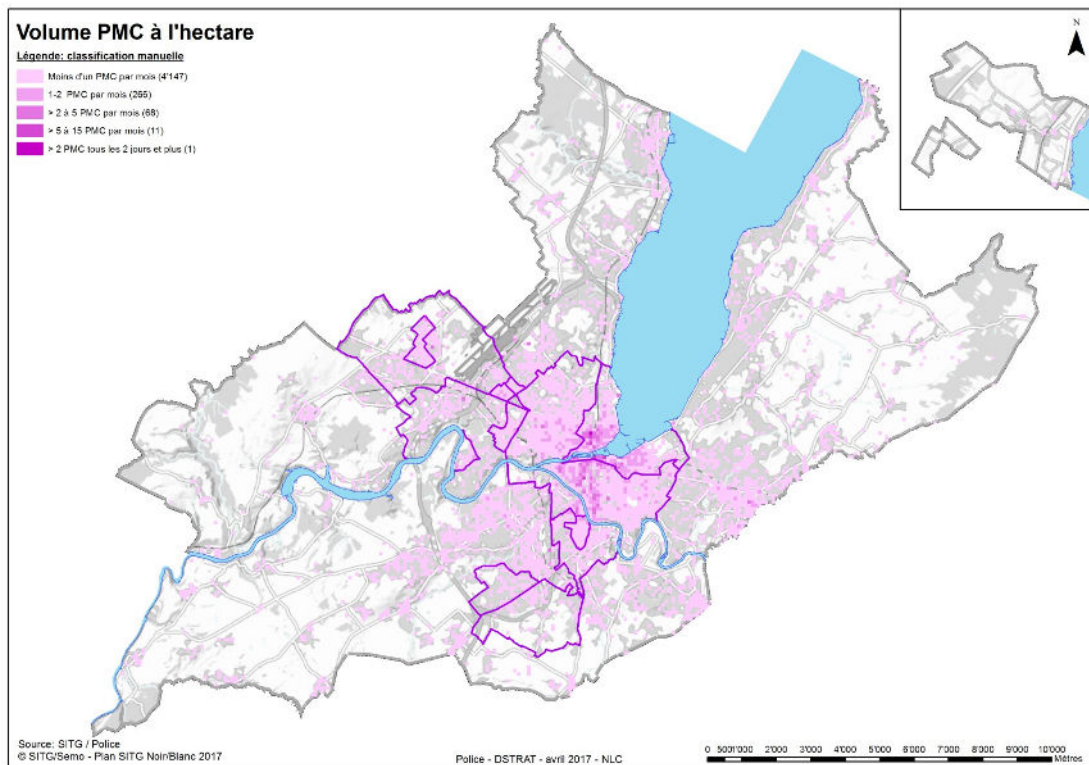 Volume PMC à l'hectare
Légende: classification manuelle
Moins d'un PMC par mois (4'147)
1-2 PMC par mois (265)
> 2 à 5 PMC par mois (68)
> 5 à 15 PMC par mois (11)
> 2 PMC tous les 2 jours et plus (1)
N
Source: SITG / Police
© SITG/Semo - Plan SITG Noir/Blanc 2017
Police - DSTRAT - avril 2017 - NLC
0 500 1'000 2'000 3'000 4'000 5'000 6'000 7'000 8'000 9'000 10'000
Mètres